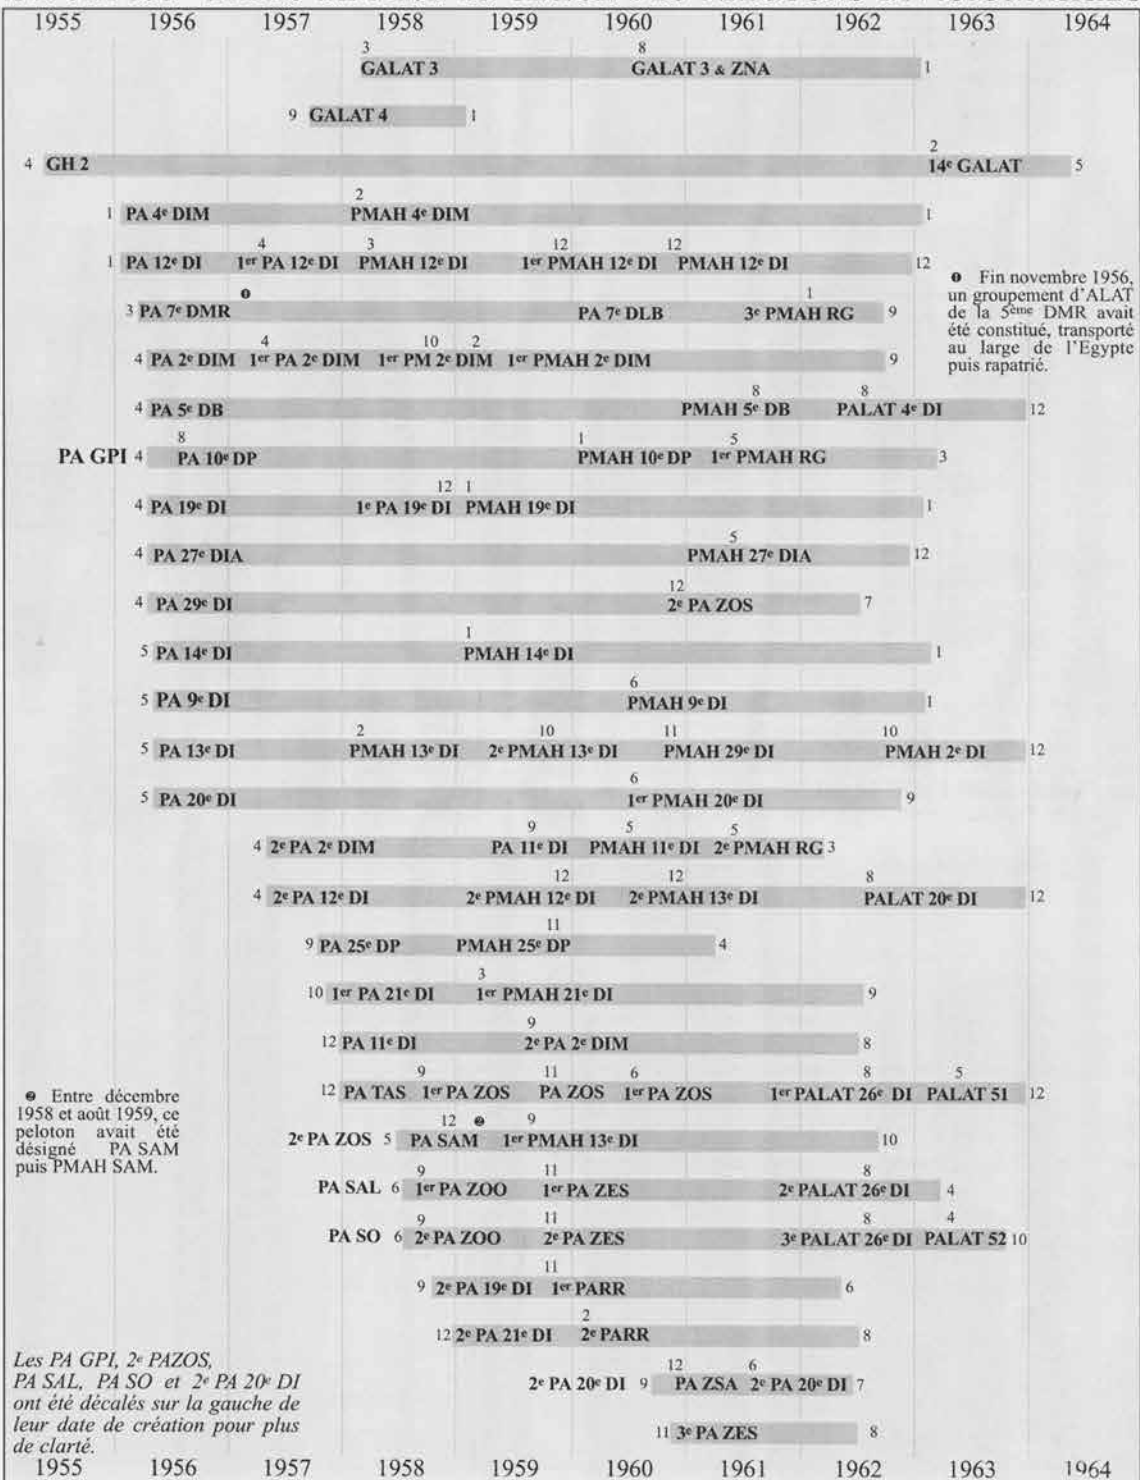 1955 1956 1957 1958 1959 1960 1961 1962 1963 1964
3 8
GALAT 3 GALAT 3 & ZNA 1
9 GALAT 4 1
2
4 GH 2 14e GALAT 5
2
1 PA 4e DIM PMAH 4e DIM 1
4 3 12 12
1 PA 12e DI 1er PA 12e DI PMAH 12e DI 1er PMAH 12e DI PMAH 12e DI 12
❶ 1
3 PA 7e DMR PA 7e DLB 3e PMAH RG 9
❶ Fin novembre 1956,
un groupement d'ALAT
de la 5ème DMR avait
été constitué, transporté
au large de l'Egypte
puis rapatrié.
4 10 2
4 PA 2e DIM 1er PA 2e DIM 1er PM 2e DIM 1er PMAH 2e DIM 9
8 8
4 PA 5e DB PMAH 5e DB PALAT 4e DI 12
8 1 5
PA GPI 4 PA 10e DP PMAH 10e DP 1er PMAH RG 3
12 1
4 PA 19e DI 1e PA 19e DI PMAH 19e DI 1
5
4 PA 27e DIA PMAH 27e DIA 12
12
4 PA 29e DI 2e PA ZOS 7
1
5 PA 14e DI PMAH 14e DI 1
6
5 PA 9e DI PMAH 9e DI 1
2 10 11 10
5 PA 13e DI PMAH 13e DI 2e PMAH 13e DI PMAH 29e DI PMAH 2e DI 12
6
5 PA 20e DI 1er PMAH 20e DI 9
9 5 5
4 2e PA 2e DIM PA 11e DI PMAH 11e DI 2e PMAH RG 3
12 12 8
4 2e PA 12e DI 2e PMAH 12e DI 2e PMAH 13e DI PALAT 20e DI 12
11
9 PA 25e DP PMAH 25e DP 4
3
10 1er PA 21e DI 1er PMAH 21e DI 9
9
12 PA 11e DI 2e PA 2e DIM 8
9 11 6 8 5
12 PA TAS 1er PA ZOS PA ZOS 1er PA ZOS 1er PALAT 26e DI PALAT 51 12
❷ Entre décembre
1958 et août 1959, ce
peloton avait été
désigné PA SAM
puis PMAH SAM.
12 ❷ 9
2e PA ZOS 5 PA SAM 1er PMAH 13e DI 10
9 11 8
PA SAL 6 1er PA ZOO 1er PA ZES 2e PALAT 26e DI 4
9 11 8 4
PA SO 6 2e PA ZOO 2e PA ZES 3e PALAT 26e DI PALAT 52 10
11
9 2e PA 19e DI 1er PARR 6
2
12 2e PA 21e DI 2e PARR 8
12 6
2e PA 20e DI 9 PA ZSA 2e PA 20e DI 7
11 3e PA ZES 8
Les PA GPI, 2e PAZOS,
PA SAL, PA SO et 2e PA 20e DI
ont été décalés sur la gauche de
leur date de création pour plus
de clarté.
1955 1956 1957 1958 1959 1960 1961 1962 1963 1964